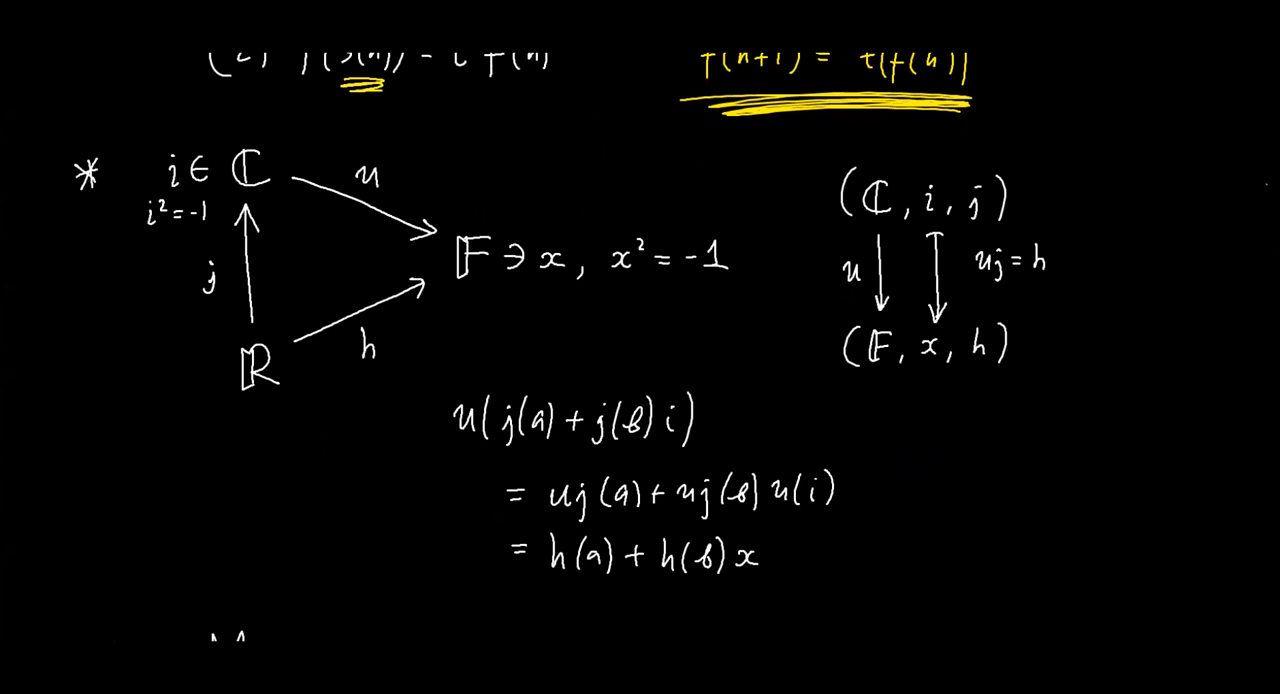 f(n+1) = t(f(n))
* i ∈ ℂ
u
(ℂ, i, j)
i² = -1
𝔽 ∋ x, x² = -1
j
u
uj = h
h
(𝔽, x, h)
ℝ
u(j(a) + j(b) i)
= uj(a) + uj(b) u(i)
= h(a) + h(b) x